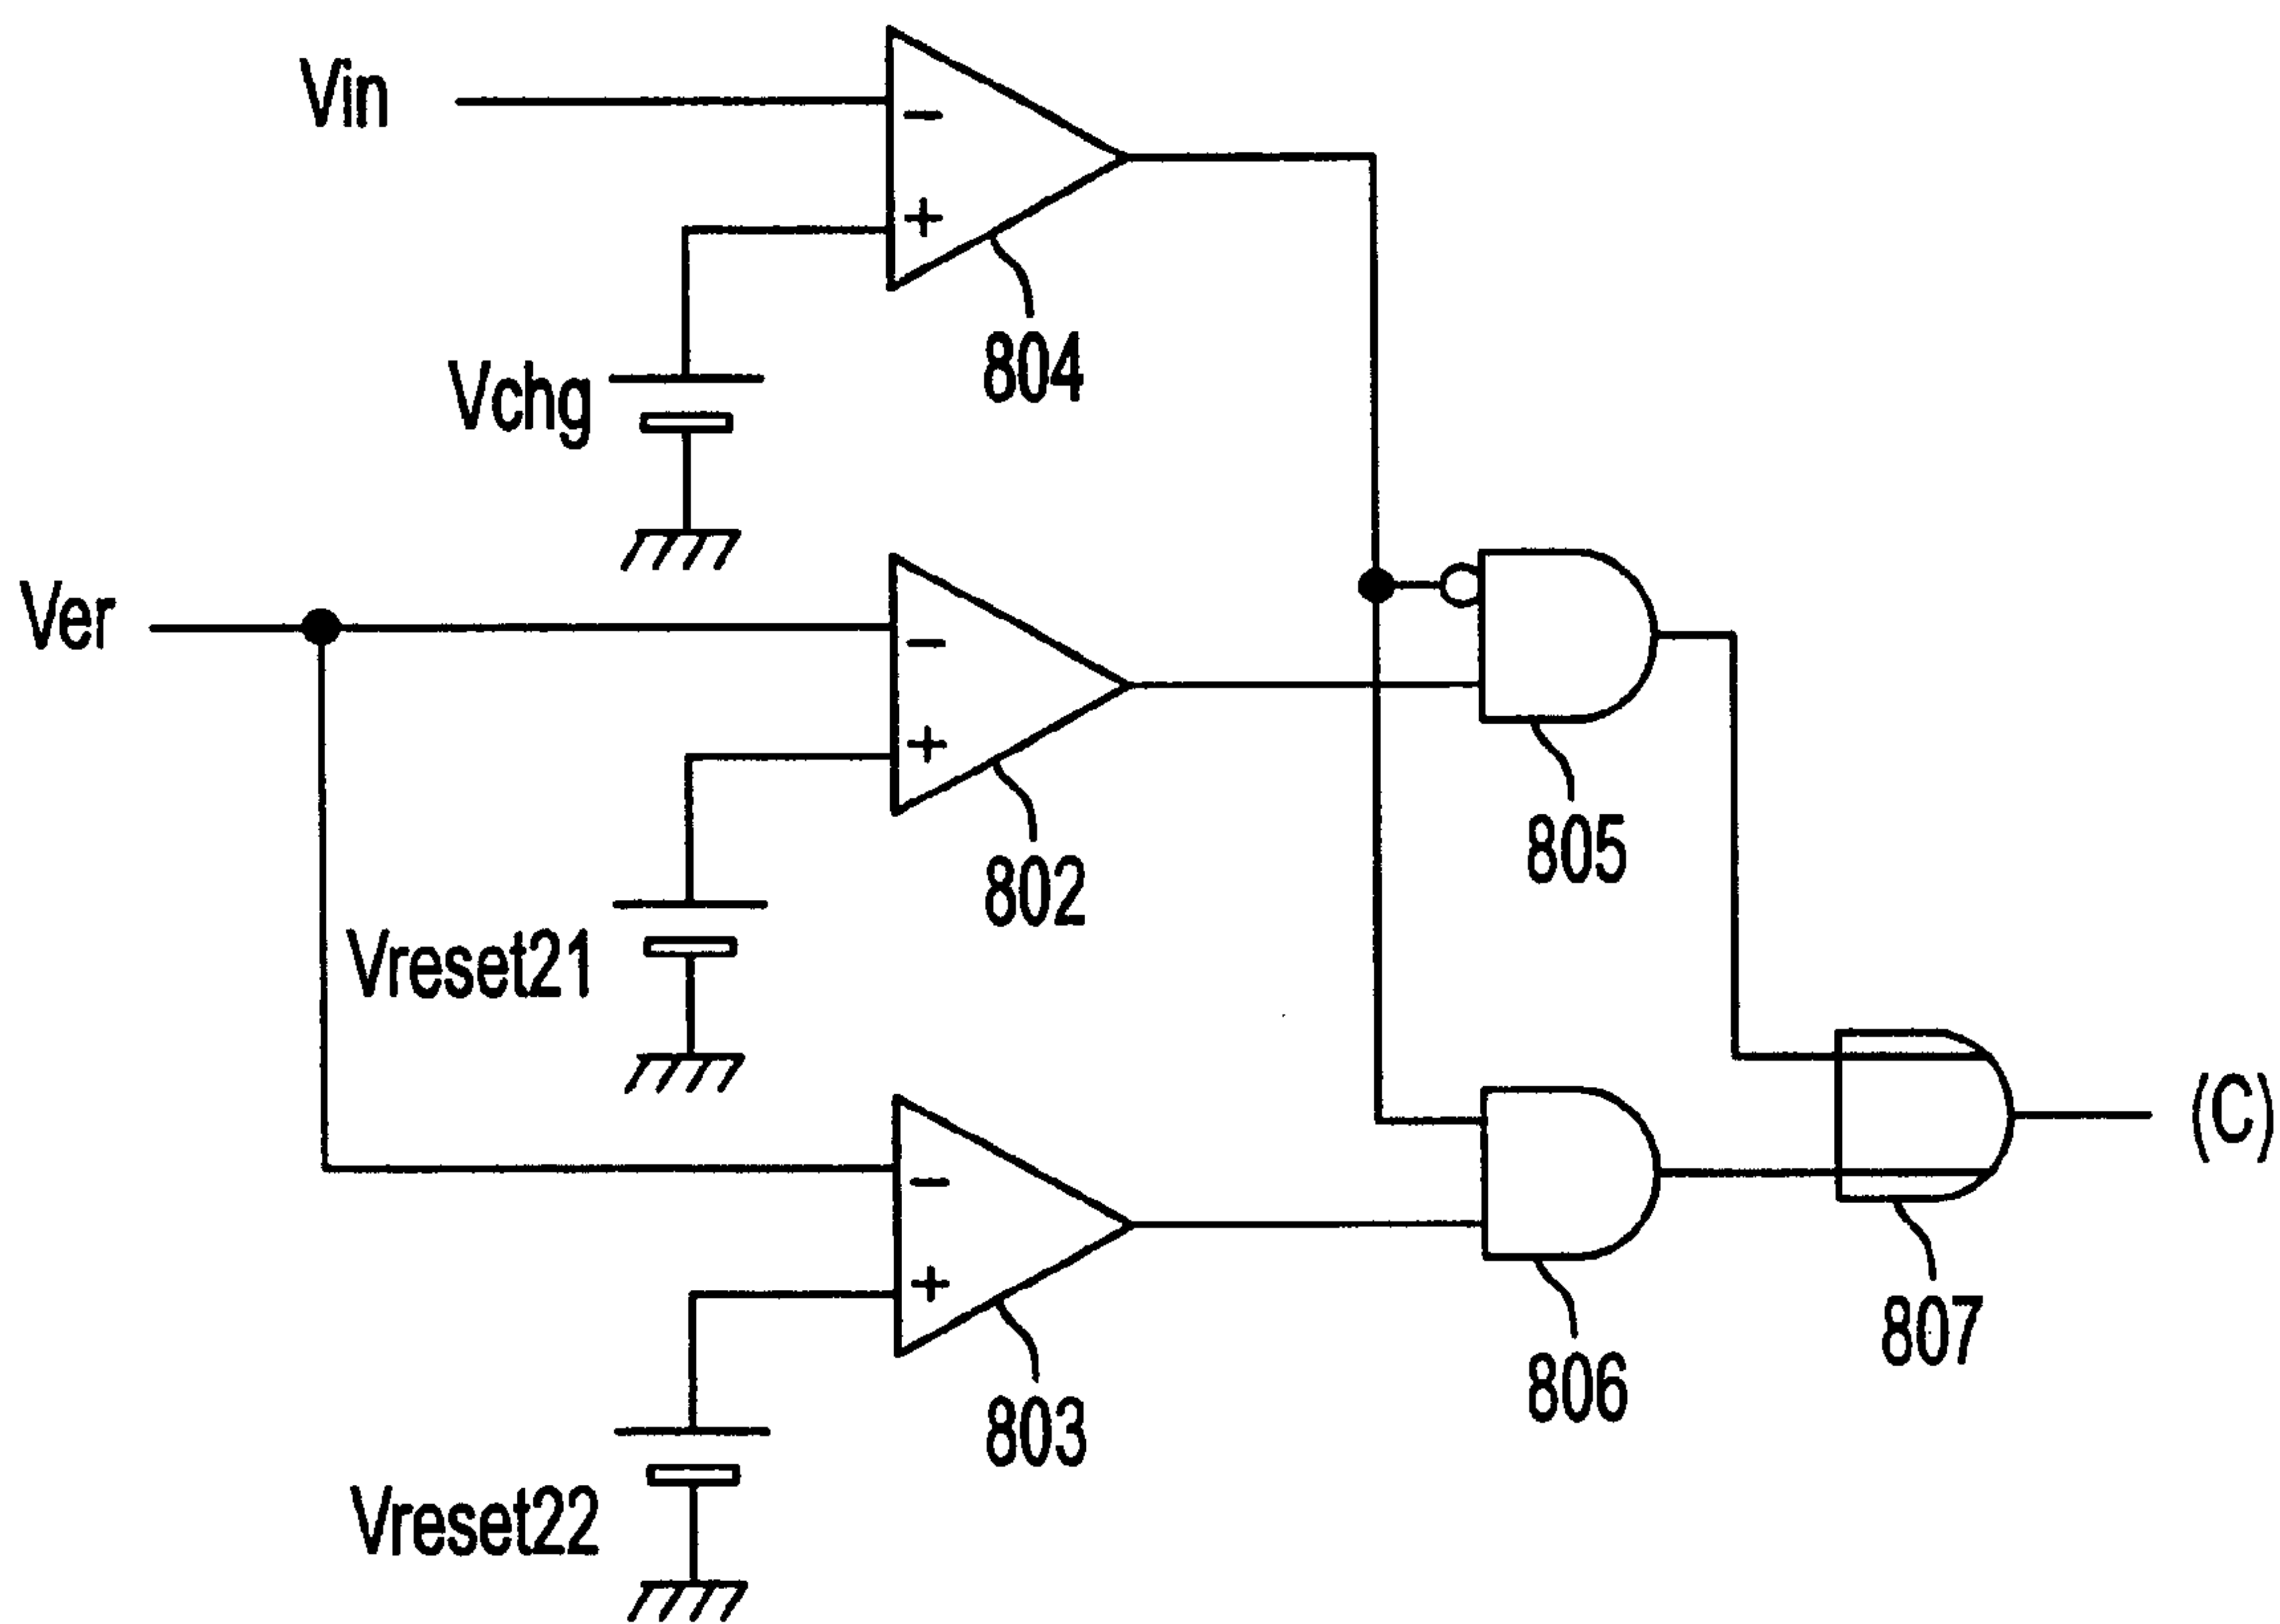 Vin
−
+
804
Vchg
Ver
−
+
802
805
Vreset21
−
+
803
806
807
(C)
Vreset22